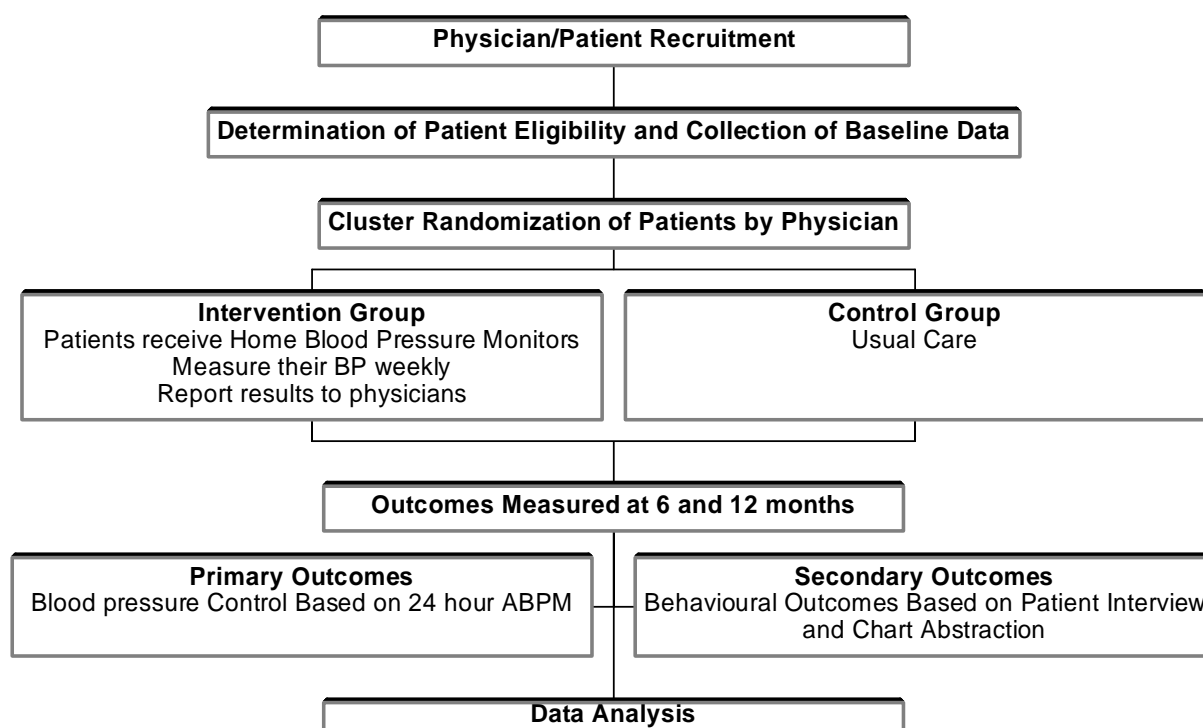 Physician/Patient Recruitment
Determination of Patient Eligibility and Collection of Baseline Data
Cluster Randomization of Patients by Physician
Intervention Group
Patients receive Home Blood Pressure Monitors
Measure their BP weekly
Report results to physicians
Control Group
Usual Care
Outcomes Measured at 6 and 12 months
Primary Outcomes
Blood pressure Control Based on 24 hour ABPM
Secondary Outcomes
Behavioural Outcomes Based on Patient Interview
and Chart Abstraction
Data Analysis